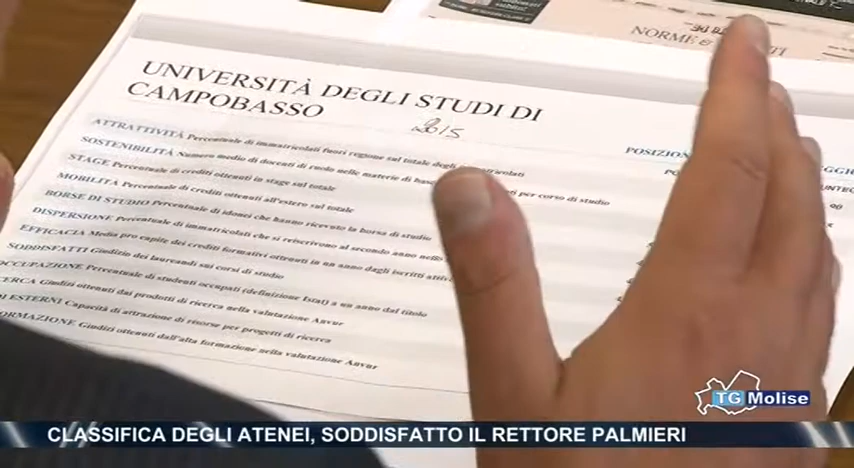 NORME &
UNIVERSITÀ DEGLI STUDI DI
CAMPOBASSO
2015
POSIZIO
ATTRATTIVITÀ Percentuale di immatricolati fuori regione sul totale degli
SOSTENIBILITÀ Numero medio di docenti di ruolo nelle materie di per corso di studio
STAGE Percentuale di crediti ottenuti in stage sul totale
MOBILITÀ Percentuale di crediti ottenuti all'estero sul totale
BORSE DI STUDIO Percentuale di idonei che hanno ricevuto la borsa di studio
DISPERSIONE Percentuale di immatricolati che si reiscrivono al secondo anno
EFFICACIA Media pro capite dei crediti formativi ottenuti in un anno dagli iscritti
SODDISFATTI Giudizio dei laureandi sui corsi di studio
OCCUPAZIONE Percentuale di studenti occupati (definizione Istat) a un anno dal titolo
CERCA Giudizi ottenuti dai prodotti di ricerca nella valutazione Anvur
I ESTERNI Capacità di attrazione di risorse per progetti di ricerca
RMAZIONE Giudizi ottenuti dall'alta formazione nella valutazione Anvur
TG Molise
CLASSIFICA DEGLI ATENEI, SODDISFATTO IL RETTORE PALMIERI